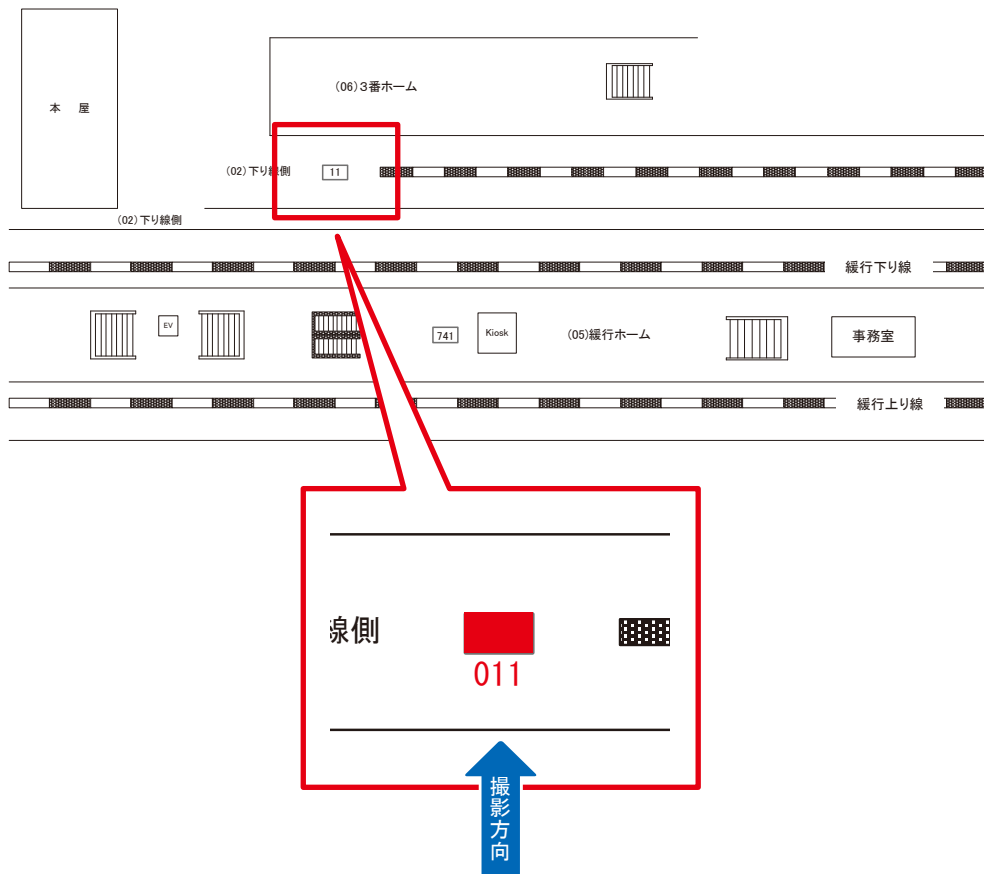 本 屋
(06)3番ホーム
(02)下り線側
11
(02)下り線側
緩行下り線
EV
741
Kiosk
(05)緩行ホーム
事務室
緩行上り線
線側
011
撮影方向